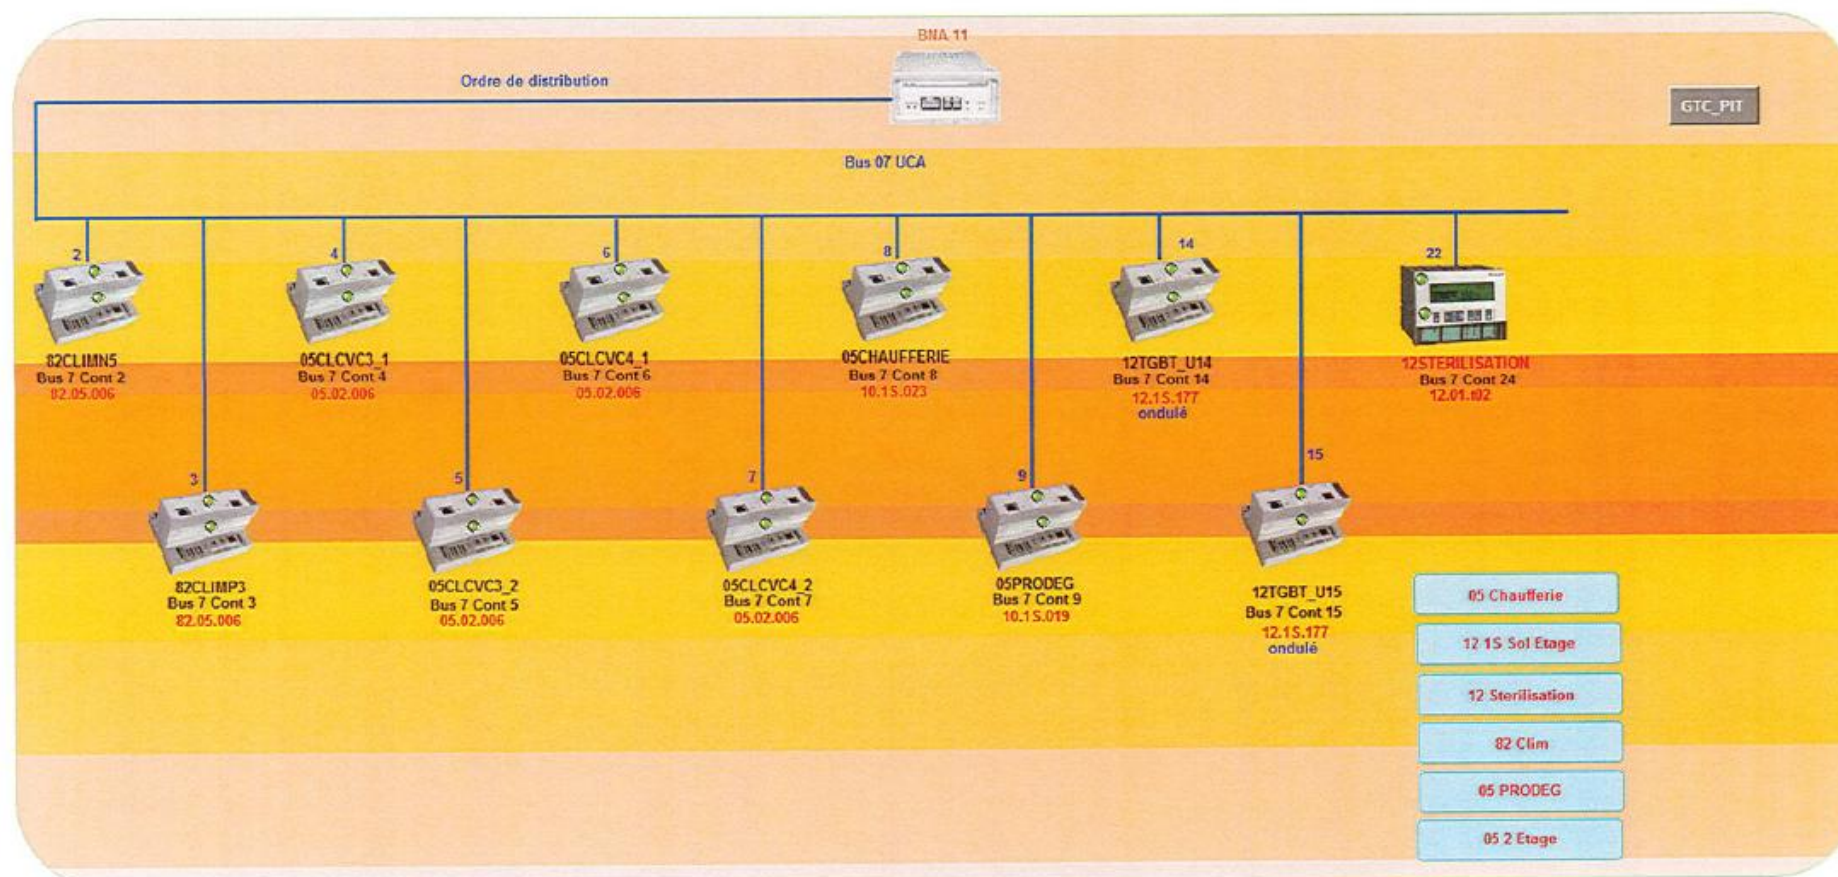 BNA 11
Ordre de distribution
GTC_PIT
Bus 07 UCA
2
4
6
8
14
22
82CLIMN5
Bus 7 Cont 2
82.05.006
05CLCVC3_1
Bus 7 Cont 4
05.02.006
05CLCVC4_1
Bus 7 Cont 6
05.02.006
05CHAUFFERIE
Bus 7 Cont 8
10.1S.023
12TGBT_U14
Bus 7 Cont 14
12.1S.177
ondulé
12STERILISATION
Bus 7 Cont 24
12.01.t02
3
5
7
9
15
82CLIMP3
Bus 7 Cont 3
82.05.006
05CLCVC3_2
Bus 7 Cont 5
05.02.006
05CLCVC4_2
Bus 7 Cont 7
05.02.006
05PRODEG
Bus 7 Cont 9
10.1S.019
12TGBT_U15
Bus 7 Cont 15
12.1S.177
ondulé
05 Chaufferie
12 1S Sol Etage
12 Sterilisation
82 Clim
05 PRODEG
05 2 Etage